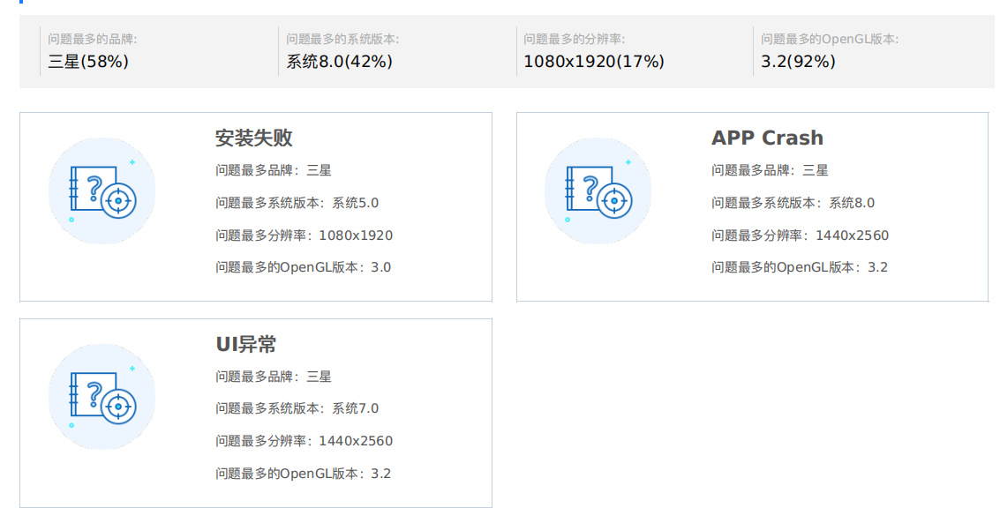 问题最多的品牌:
三星(58%)
问题最多的系统版本:
系统8.0(42%)
问题最多的分辨率:
1080x1920(17%)
问题最多的OpenGL版本:
3.2(92%)
安装失败
问题最多品牌：三星
问题最多系统版本：系统5.0
问题最多分辨率：1080x1920
问题最多的OpenGL版本：3.0
APP Crash
问题最多品牌：三星
问题最多系统版本：系统8.0
问题最多分辨率：1440x2560
问题最多的OpenGL版本：3.2
UI异常
问题最多品牌：三星
问题最多系统版本：系统7.0
问题最多分辨率：1440x2560
问题最多的OpenGL版本：3.2